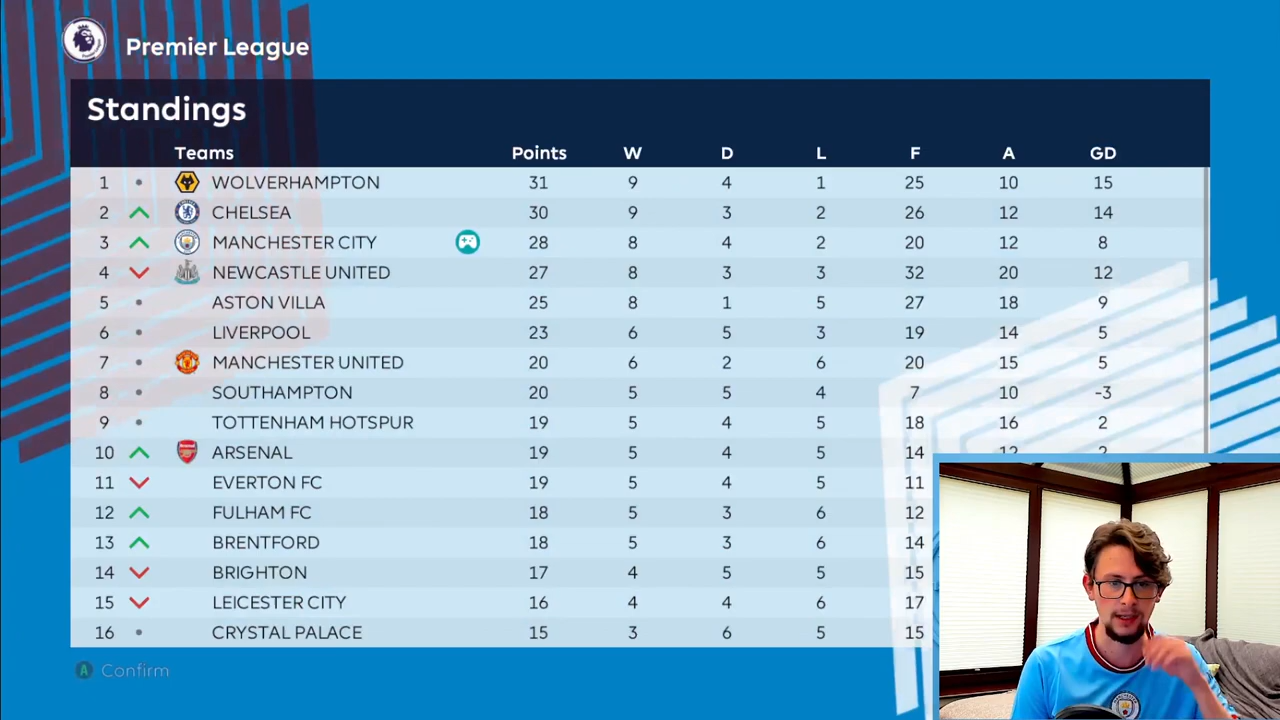 Premier League
Standings
Teams Points W D L F A GD
1 WOLVERHAMPTON 31 9 4 1 25 10 15
2 CHELSEA 30 9 3 2 26 12 14
3 MANCHESTER CITY 28 8 4 2 20 12 8
4 NEWCASTLE UNITED 27 8 3 3 32 20 12
5 ASTON VILLA 25 8 1 5 27 18 9
6 LIVERPOOL 23 6 5 3 19 14 5
7 MANCHESTER UNITED 20 6 2 6 20 15 5
8 SOUTHAMPTON 20 5 5 4 7 10 -3
9 TOTTENHAM HOTSPUR 19 5 4 5 18 16 2
10 ARSENAL 19 5 4 5 14 12 2
11 EVERTON FC 19 5 4 5 11
12 FULHAM FC 18 5 3 6 12
13 BRENTFORD 18 5 3 6 14
14 BRIGHTON 17 4 5 5 15
15 LEICESTER CITY 16 4 4 6 17
16 CRYSTAL PALACE 15 3 6 5 15
A Confirm